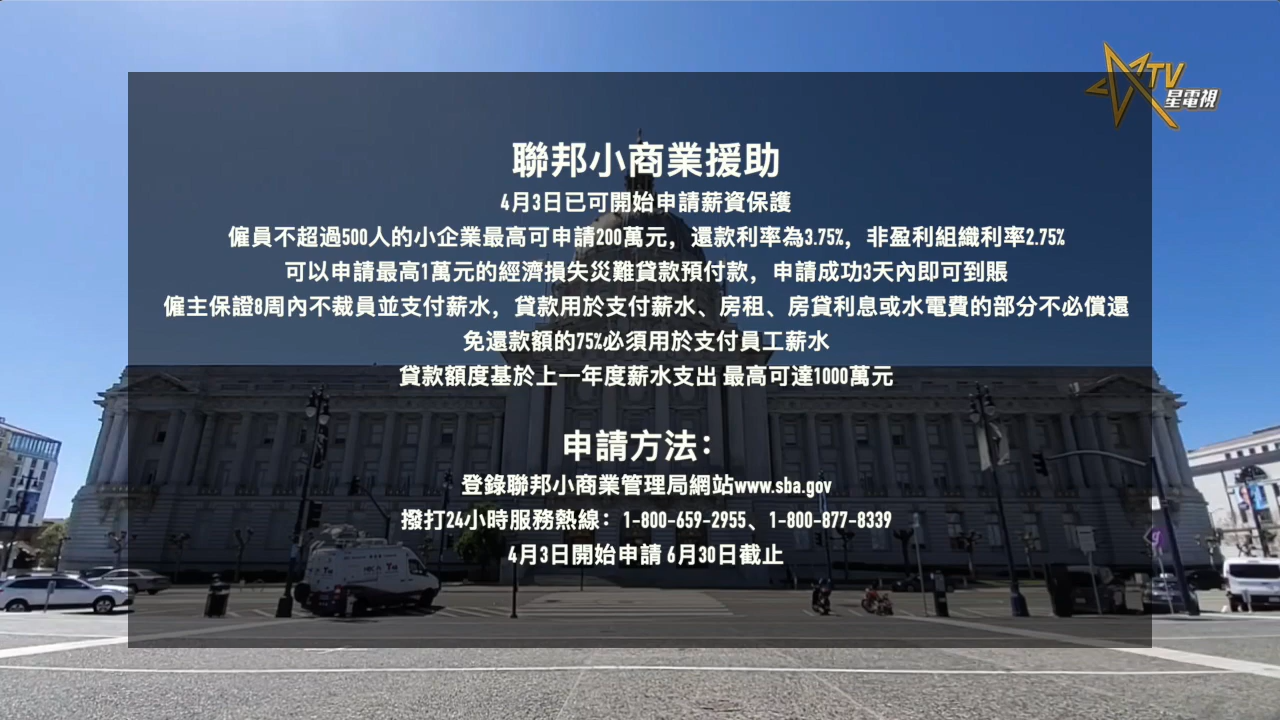 TV
星電視
聯邦小商業援助
4月3日已可開始申請薪資保護
僱員不超過500人的小企業最高可申請200萬元，還款利率為3.75%，非盈利組織利率2.75%
可以申請最高1萬元的經濟損失災難貸款預付款，申請成功3天內即可到賬
僱主保證8周內不裁員並支付薪水，貸款用於支付薪水、房租、房貸利息或水電費的部分不必償還
免還款額的75%必須用於支付員工薪水
貸款額度基於上一年度薪水支出 最高可達1000萬元
申請方法：
登錄聯邦小商業管理局網站www.sba.gov
撥打24小時服務熱線：1-800-659-2955、1-800-877-8339
4月3日開始申請 6月30日截止